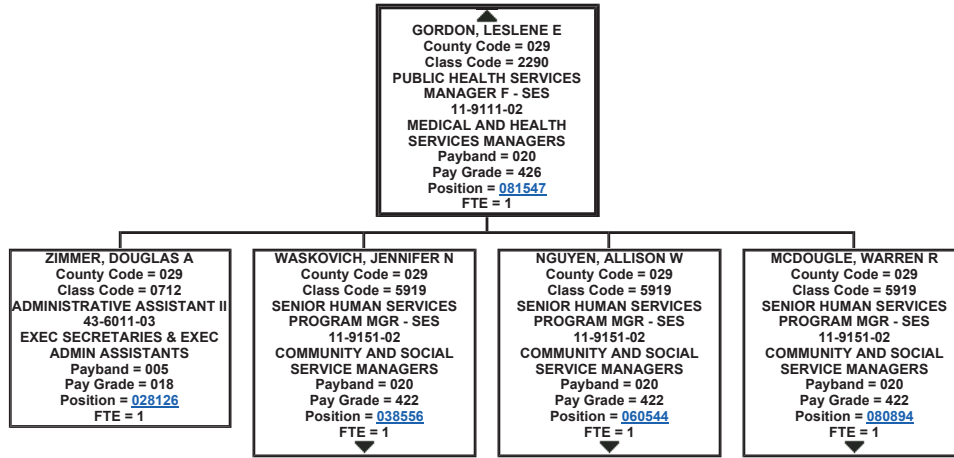 GORDON, LESLENE E
County Code = 029
Class Code = 2290
PUBLIC HEALTH SERVICES
MANAGER F - SES
11-9111-02
MEDICAL AND HEALTH
SERVICES MANAGERS
Payband = 020
Pay Grade = 426
Position = 081547
FTE = 1
ZIMMER, DOUGLAS A
County Code = 029
Class Code = 0712
ADMINISTRATIVE ASSISTANT II
43-6011-03
EXEC SECRETARIES & EXEC
ADMIN ASSISTANTS
Payband = 005
Pay Grade = 018
Position = 028126
FTE = 1
WASKOVICH, JENNIFER N
County Code = 029
Class Code = 5919
SENIOR HUMAN SERVICES
PROGRAM MGR - SES
11-9151-02
COMMUNITY AND SOCIAL
SERVICE MANAGERS
Payband = 020
Pay Grade = 422
Position = 038556
FTE = 1
NGUYEN, ALLISON W
County Code = 029
Class Code = 5919
SENIOR HUMAN SERVICES
PROGRAM MGR - SES
11-9151-02
COMMUNITY AND SOCIAL
SERVICE MANAGERS
Payband = 020
Pay Grade = 422
Position = 060544
FTE = 1
MCDOUGLE, WARREN R
County Code = 029
Class Code = 5919
SENIOR HUMAN SERVICES
PROGRAM MGR - SES
11-9151-02
COMMUNITY AND SOCIAL
SERVICE MANAGERS
Payband = 020
Pay Grade = 422
Position = 080894
FTE = 1